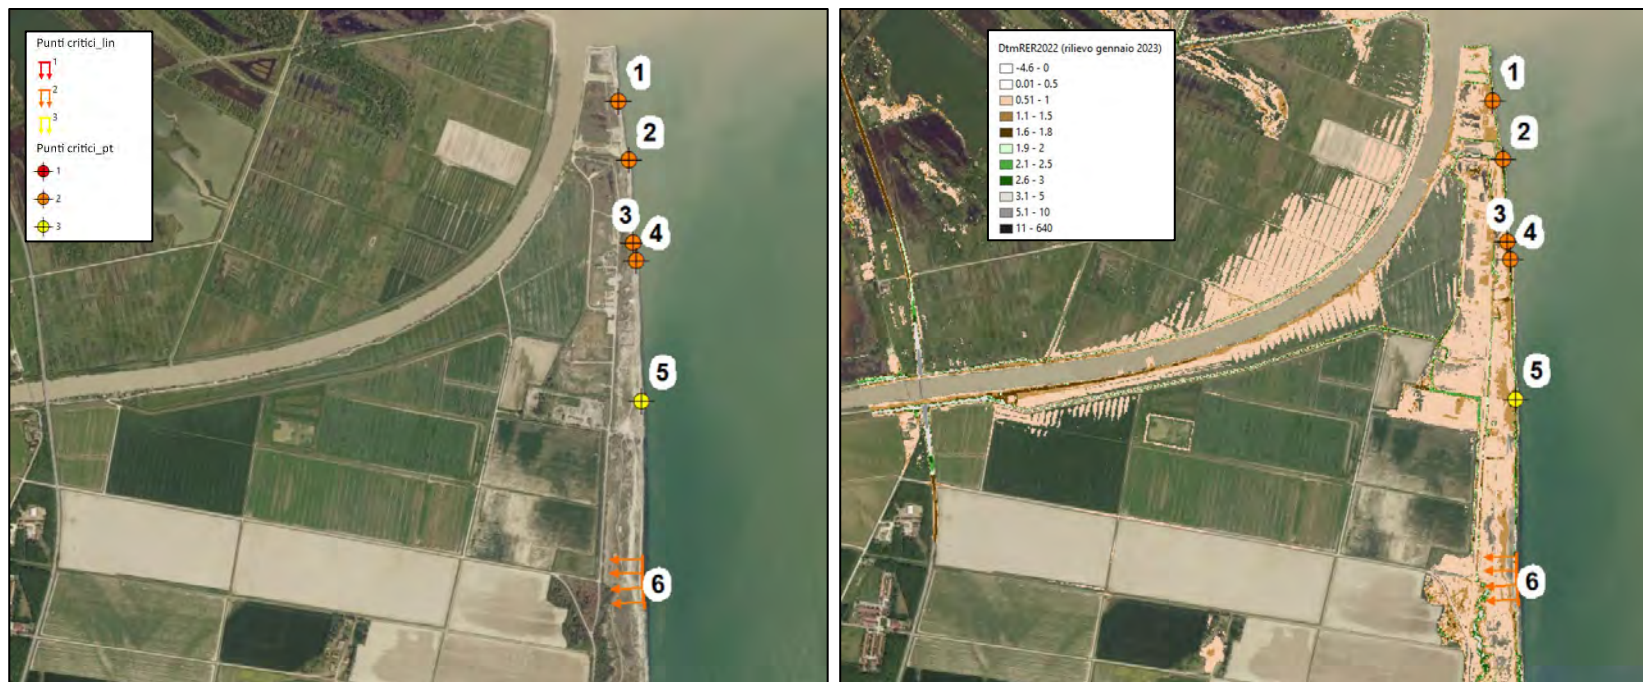 Punti critici_lin
1
2
3
Punti critici_pt
1
2
3
1
2
3
4
5
6
DtmRER2022 (rilievo gennaio 2023)
-4.6 - 0
0.01 - 0.5
0.51 - 1
1.1 - 1.5
1.6 - 1.8
1.9 - 2
2.1 - 2.5
2.6 - 3
3.1 - 5
5.1 - 10
11 - 640
1
2
3
4
5
6